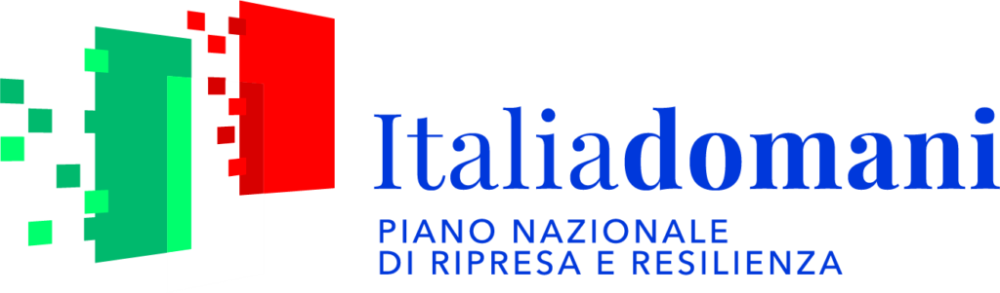 Italiadomani
PIANO NAZIONALE
DI RIPRESA E RESILIENZA